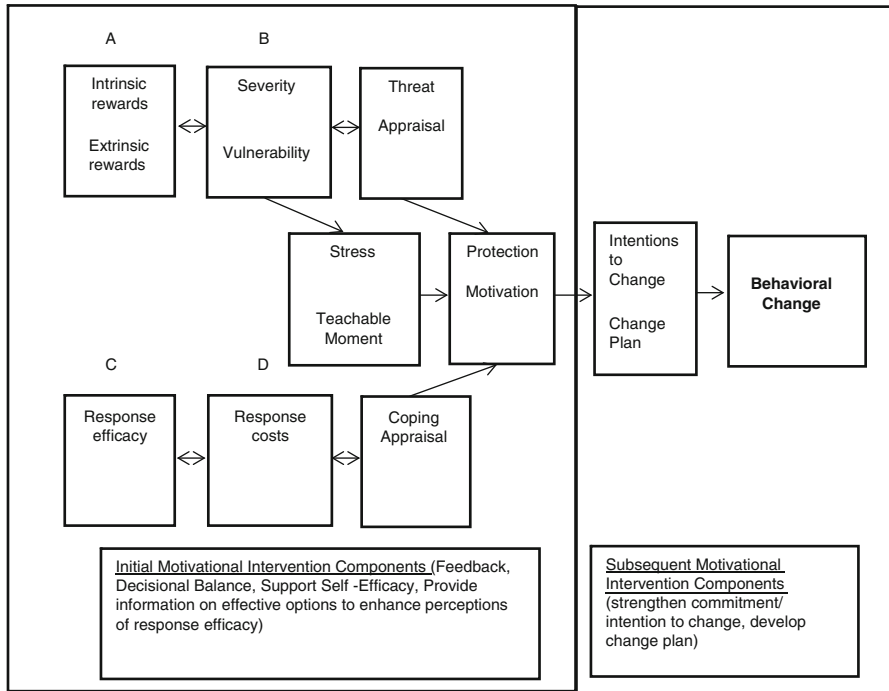 A
B
Intrinsic
rewards
Extrinsic
rewards
Severity
Vulnerability
Threat
Appraisal
Stress
Teachable
Moment
Protection
Motivation
Intentions
to
Change
Change
Plan
Behavioral
Change
C
D
Response
efficacy
Response
costs
Coping
Appraisal
Initial Motivational Intervention Components (Feedback,
Decisional Balance, Support Self -Efficacy, Provide
information on effective options to enhance perceptions
of response efficacy)
Subsequent Motivational
Intervention Components
(strengthen commitment/
intention to change, develop
change plan)